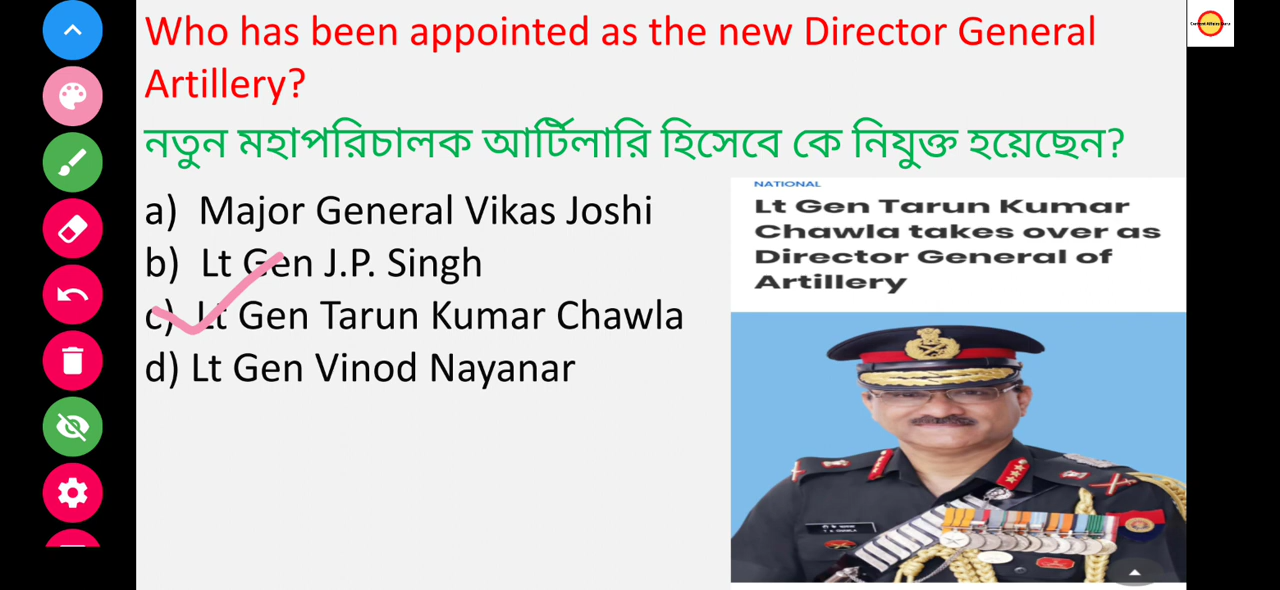 Who has been appointed as the new Director General
Artillery?
নতুন মহাপরিচালক আর্টিলারি হিসেবে কে নিযুক্ত হয়েছেন?
a) Major General Vikas Joshi
b) Lt Gen J.P. Singh
c) Lt Gen Tarun Kumar Chawla
d) Lt Gen Vinod Nayanar
NATIONAL
Lt Gen Tarun Kumar
Chawla takes over as
Director General of
Artillery